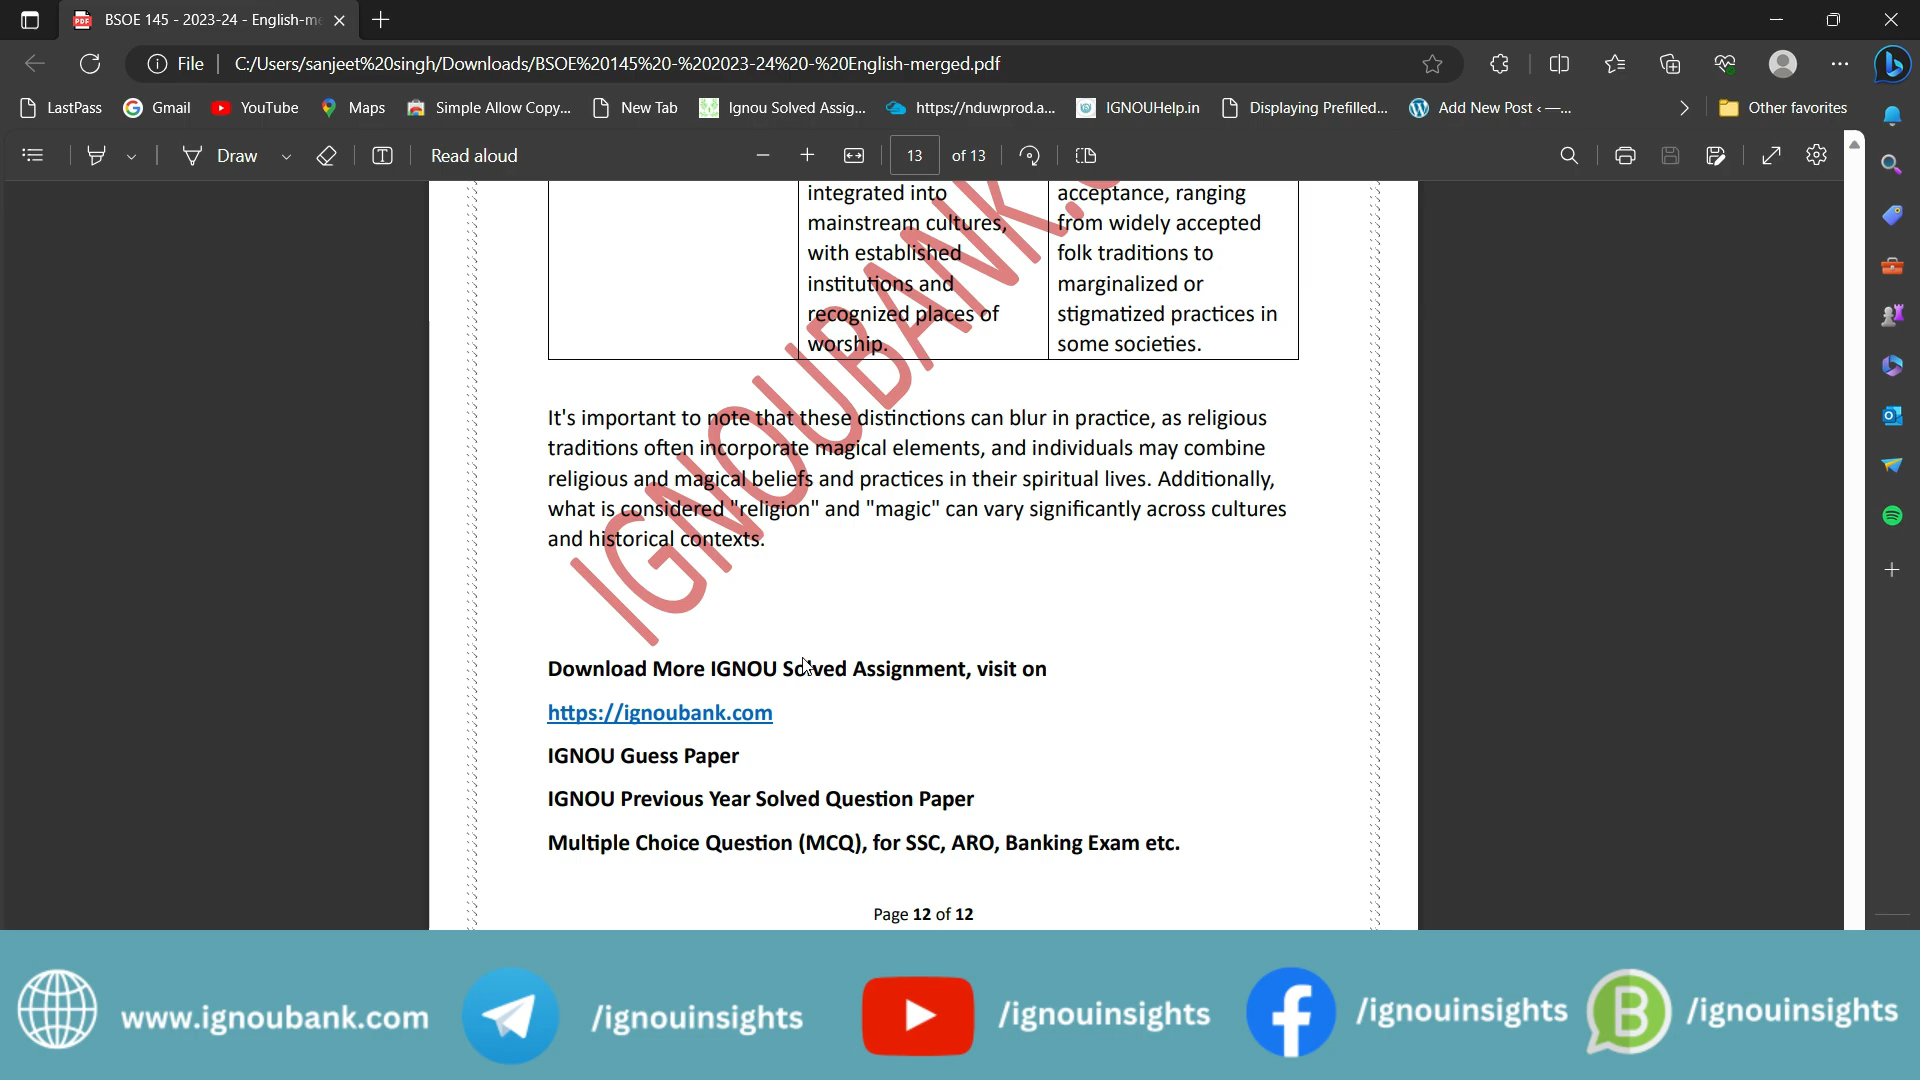 BSOE 145 - 2023-24 - English-me
File
C:/Users/sanjeet%20singh/Downloads/BSOE%20145%20-%202023-24%20-%20English-merged.pdf
LastPass
Gmail
YouTube
Maps
Simple Allow Copy...
New Tab
Ignou Solved Assig...
https://nduwprod.a...
IGNOUHelp.in
Displaying Prefilled...
Add New Post ‹ —...
Other favorites
Draw
Read aloud
13 of 13
integrated into
mainstream cultures,
with established
institutions and
recognized places of
worship.
acceptance, ranging
from widely accepted
folk traditions to
marginalized or
stigmatized practices in
some societies.
IGNOUBANK.
It's important to note that these distinctions can blur in practice, as religious
traditions often incorporate magical elements, and individuals may combine
religious and magical beliefs and practices in their spiritual lives. Additionally,
what is considered "religion" and "magic" can vary significantly across cultures
and historical contexts.
Download More IGNOU Solved Assignment, visit on
https://ignoubank.com
IGNOU Guess Paper
IGNOU Previous Year Solved Question Paper
Multiple Choice Question (MCQ), for SSC, ARO, Banking Exam etc.
Page 12 of 12
www.ignoubank.com
/ignouinsights
/ignouinsights
/ignouinsights
B
/ignouinsights